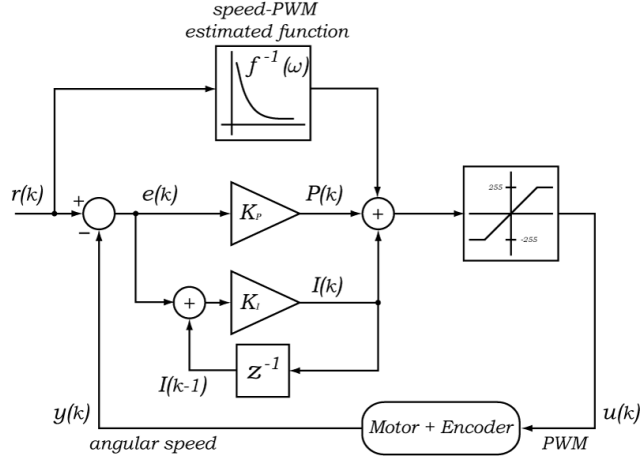 speed-PWM
estimated function
f⁻¹(ω)
r(k)
+
−
e(k)
K_P
P(k)
+
255
-255
+
K_I
I(k)
I(k-1)
z⁻¹
y(k)
angular speed
Motor + Encoder
PWM
u(k)